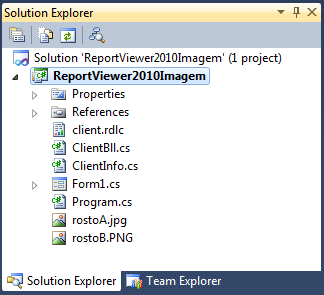 Solution Explorer
Solution 'ReportViewer2010Imagem' (1 project)
ReportViewer2010Imagem
Properties
References
client.rdlc
ClientBll.cs
ClientInfo.cs
Form1.cs
Program.cs
rostoA.jpg
rostoB.PNG
Solution Explorer Team Explorer